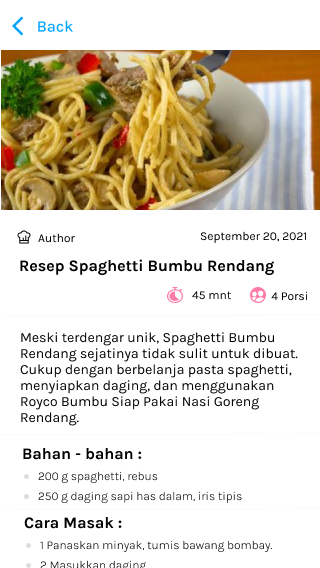 Back
Author
September 20, 2021
Resep Spaghetti Bumbu Rendang
45 mnt
4 Porsi
Meski terdengar unik, Spaghetti Bumbu
Rendang sejatinya tidak sulit untuk dibuat.
Cukup dengan berbelanja pasta spaghetti,
menyiapkan daging, dan menggunakan
Royco Bumbu Siap Pakai Nasi Goreng
Rendang.
Bahan - bahan :
200 g spaghetti, rebus
250 g daging sapi has dalam, iris tipis
Cara Masak :
1 Panaskan minyak, tumis bawang bombay.
2 Masukkan daging